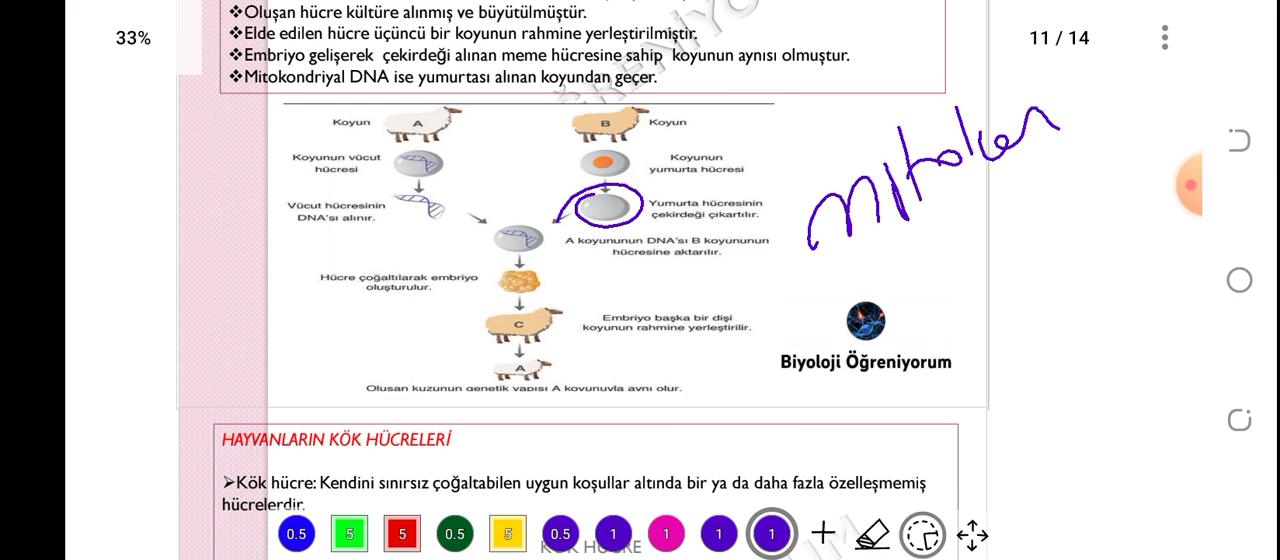 ❖Oluşan hücre kültüre alınmış ve büyütülmüştür.
33%
❖Elde edilen hücre üçüncü bir koyunun rahmine yerleştirilmiştir.
11 / 14
❖Embriyo gelişerek çekirdeği alınan meme hücresine sahip koyunun aynısı olmuştur.
❖Mitokondriyal DNA ise yumurtası alınan koyundan geçer.
Koyun
A
B
Koyun
Koyunun vücut
hücresi
Koyunun
yumurta hücresi
Vücut hücresinin
DNA'sı alınır.
Yumurta hücresinin
çekirdeği çıkartılır.
A koyununun DNA'sı B koyununun
hücresine aktarılır.
Hücre çoğaltılarak embriyo
oluşturulur.
C
Embriyo başka bir dişi
koyunun rahmine yerleştirilir.
A
Oluşan kuzunun genetik yapısı A koyunuyla aynı olur.
Biyoloji Öğreniyorum
HAYVANLARIN KÖK HÜCRELERİ
➢Kök hücre: Kendini sınırsız çoğaltabilen uygun koşullar altında bir ya da daha fazla özelleşmemiş
hücrelerdir.
0.5 5 5 0.5 5 0.5 1 1 1 1
KÖK HÜCRE